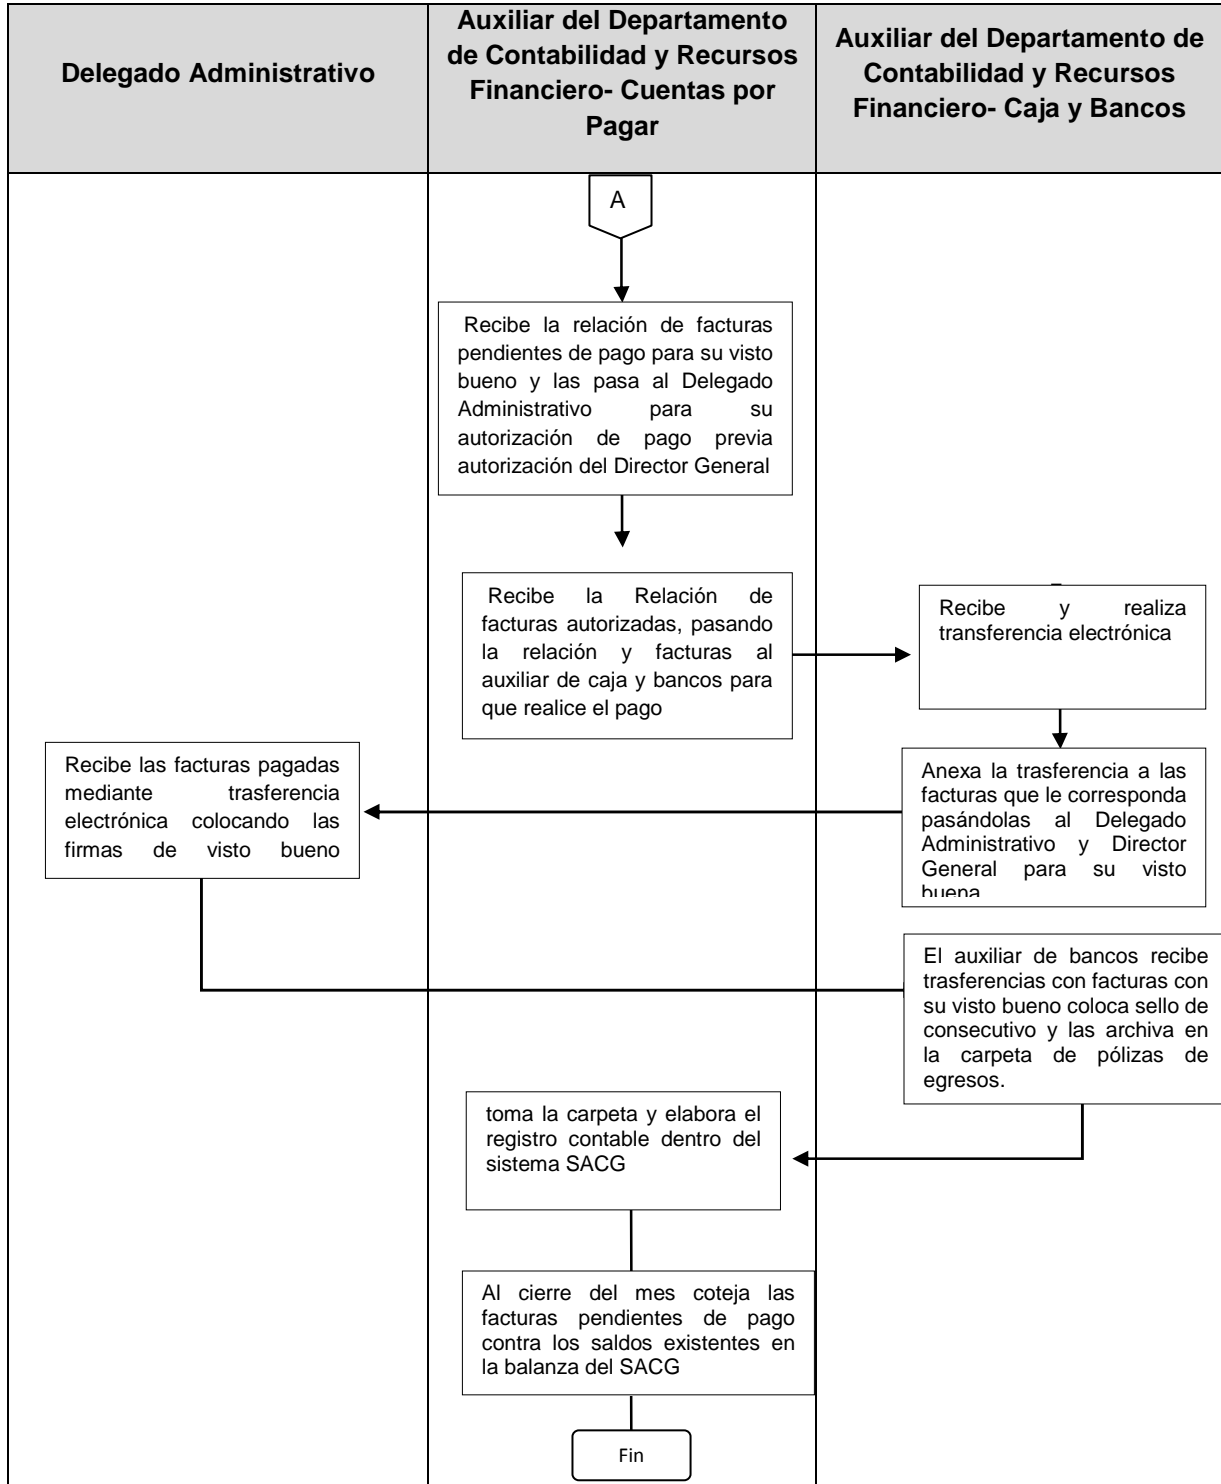 Delegado Administrativo
Auxiliar del Departamento
de Contabilidad y Recursos
Financiero- Cuentas por
Pagar
Auxiliar del Departamento de
Contabilidad y Recursos
Financiero- Caja y Bancos
A
Recibe la relación de facturas
pendientes de pago para su visto
bueno y las pasa al Delegado
Administrativo para su
autorización de pago previa
autorización del Director General
Recibe la Relación de
facturas autorizadas, pasando
la relación y facturas al
auxiliar de caja y bancos para
que realice el pago
Recibe y realiza
transferencia electrónica
Anexa la trasferencia a las
facturas que le corresponda
pasándolas al Delegado
Administrativo y Director
General para su visto
buena
Recibe las facturas pagadas
mediante trasferencia
electrónica colocando las
firmas de visto bueno
El auxiliar de bancos recibe
trasferencias con facturas con
su visto bueno coloca sello de
consecutivo y las archiva en
la carpeta de pólizas de
egresos.
toma la carpeta y elabora el
registro contable dentro del
sistema SACG
Al cierre del mes coteja las
facturas pendientes de pago
contra los saldos existentes en
la balanza del SACG
Fin